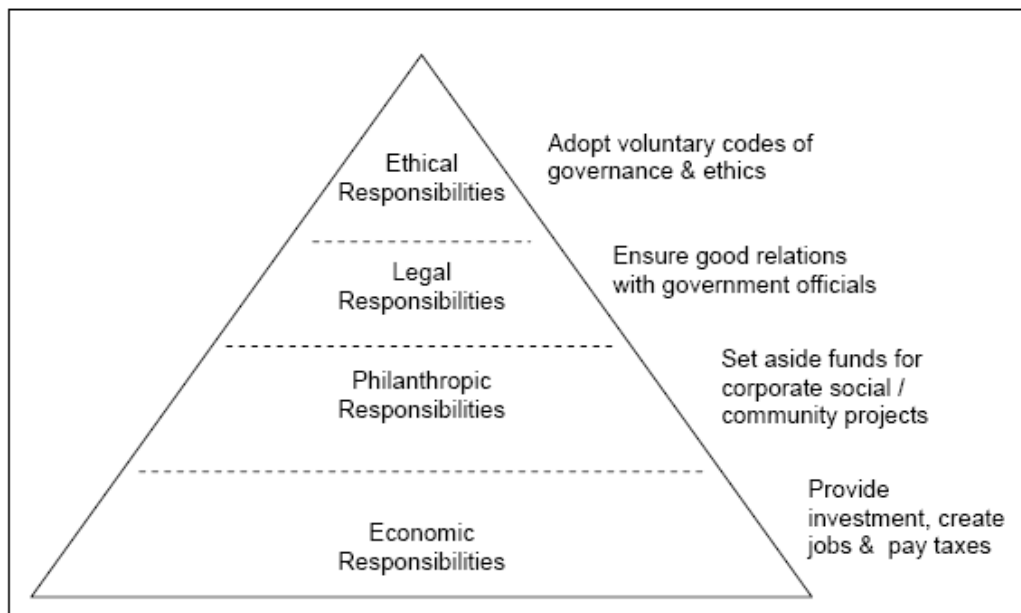 Ethical
Responsibilities
Adopt voluntary codes of
governance & ethics
Legal
Responsibilities
Ensure good relations
with government officials
Philanthropic
Responsibilities
Set aside funds for
corporate social /
community projects
Economic
Responsibilities
Provide
investment, create
jobs & pay taxes